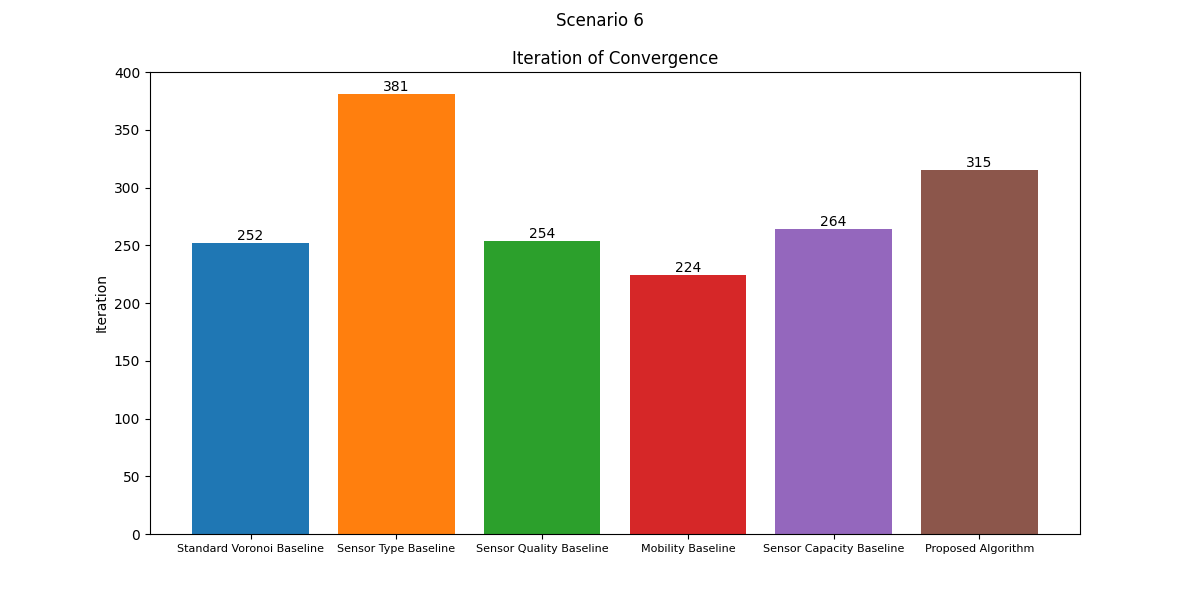 Scenario 6
Iteration of Convergence
Iteration
400
350
300
250
200
150
100
50
0
252
381
254
224
264
315
Standard Voronoi Baseline
Sensor Type Baseline
Sensor Quality Baseline
Mobility Baseline
Sensor Capacity Baseline
Proposed Algorithm